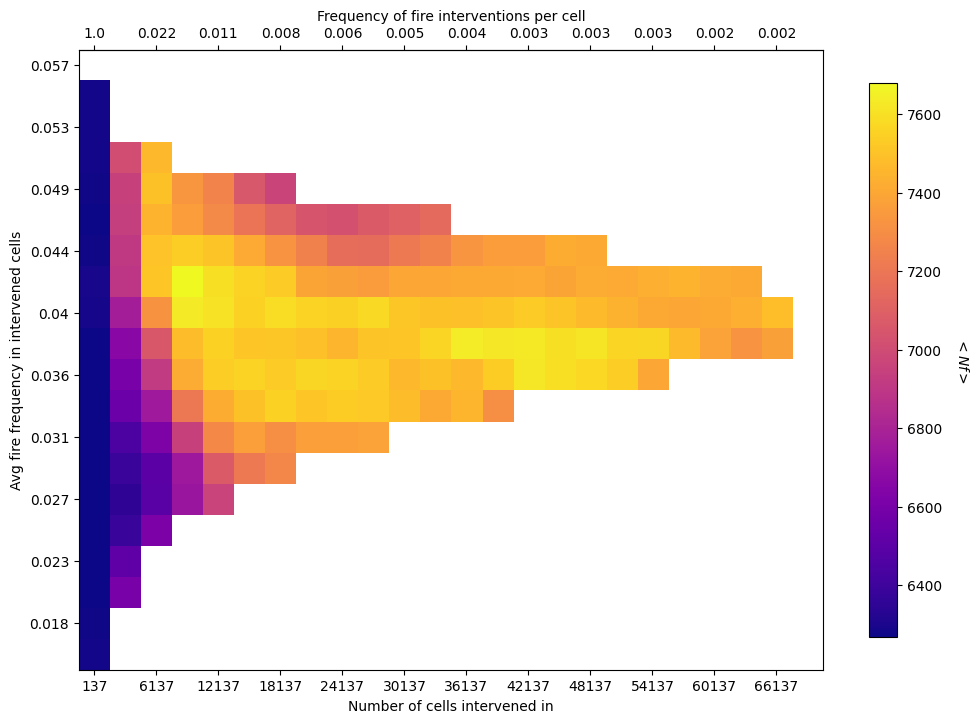 Frequency of fire interventions per cell
1.0 0.022 0.011 0.008 0.006 0.005 0.004 0.003 0.003 0.003 0.002 0.002
Avg fire frequency in intervened cells
0.057
0.053
0.049
0.044
0.04
0.036
0.031
0.027
0.023
0.018
137 6137 12137 18137 24137 30137 36137 42137 48137 54137 60137 66137
Number of cells intervened in
7600
7400
7200
7000
6800
6600
6400
< Nf >